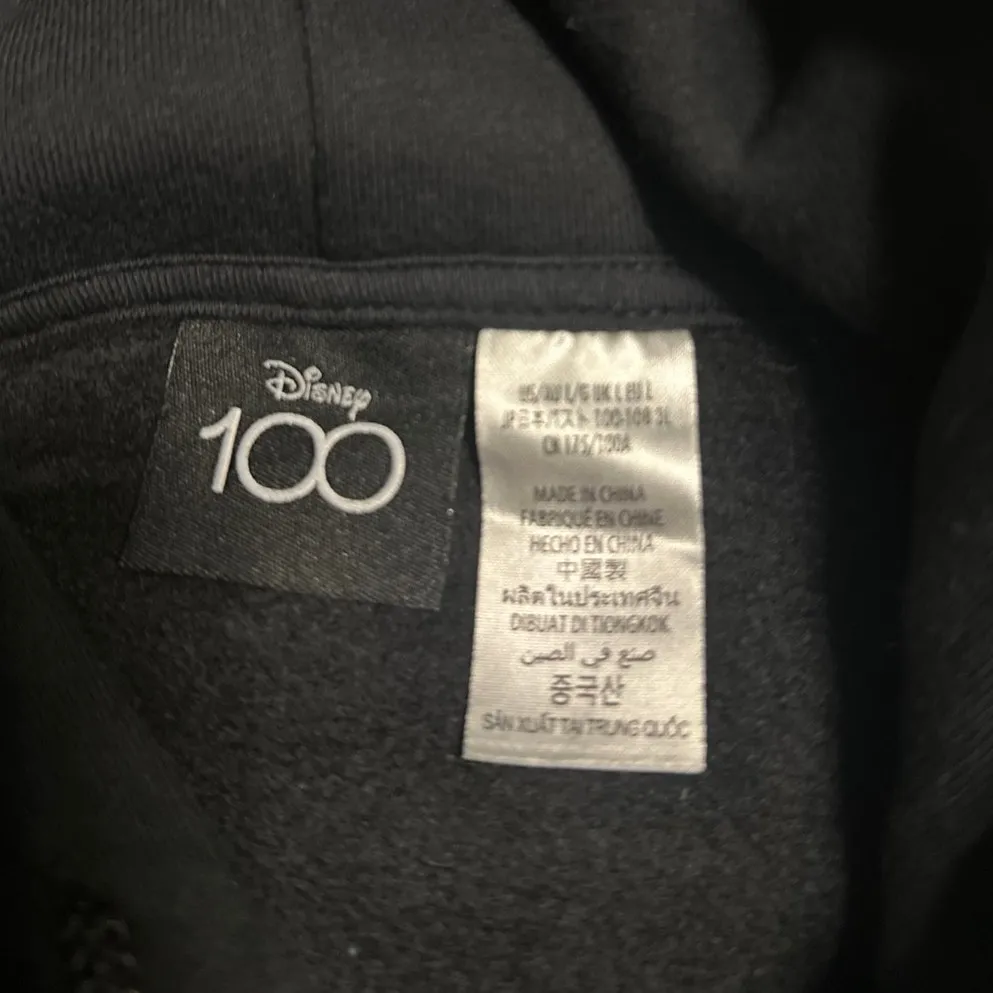 Disney
100
US/AU L/G UK L EU L
JP日本/バスト 100-108 3L
CN 175/100A
MADE IN CHINA
FABRIQUÉ EN CHINE
HECHO EN CHINA
中國製
ผลิตในประเทศจีน
DIBUAT DI TIONGKOK
صنع في الصين
중국산
SẢN XUẤT TẠI TRUNG QUỐC